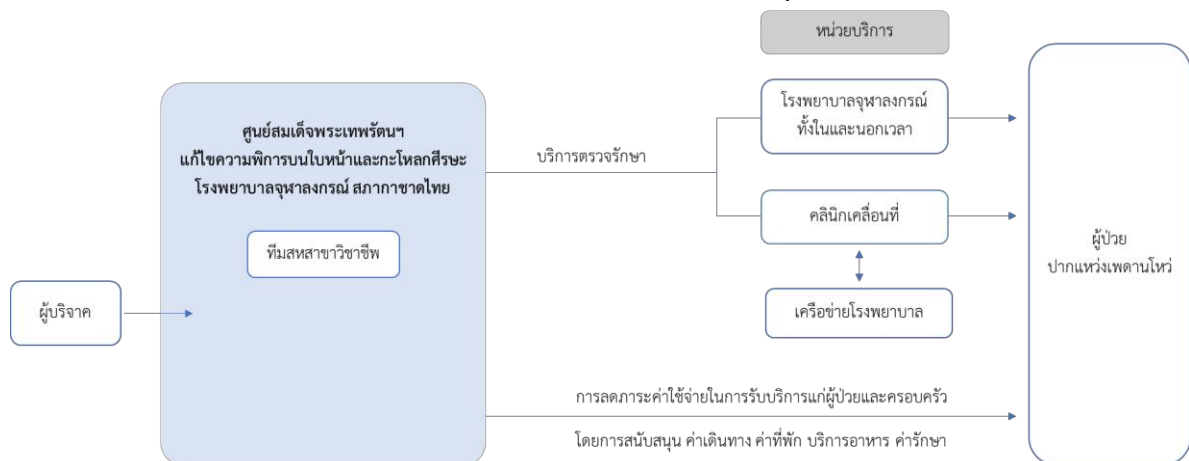 หน่วยบริการ
ศูนย์สมเด็จพระเทพรัตนฯ
แก้ไขความพิการบนใบหน้าและกะโหลกศีรษะ
โรงพยาบาลจุฬาลงกรณ์ สภากาชาดไทย
ทีมสหสาขาวิชาชีพ
ผู้บริจาค
บริการตรวจรักษา
โรงพยาบาลจุฬาลงกรณ์
ทั้งในและนอกเวลา
คลินิกเคลื่อนที่
เครือข่ายโรงพยาบาล
ผู้ป่วย
ปากแหว่งเพดานโหว่
การลดภาระค่าใช้จ่ายในการรับบริการแก่ผู้ป่วยและครอบครัว
โดยการสนับสนุน ค่าเดินทาง ค่าที่พัก บริการอาหาร ค่ารักษา